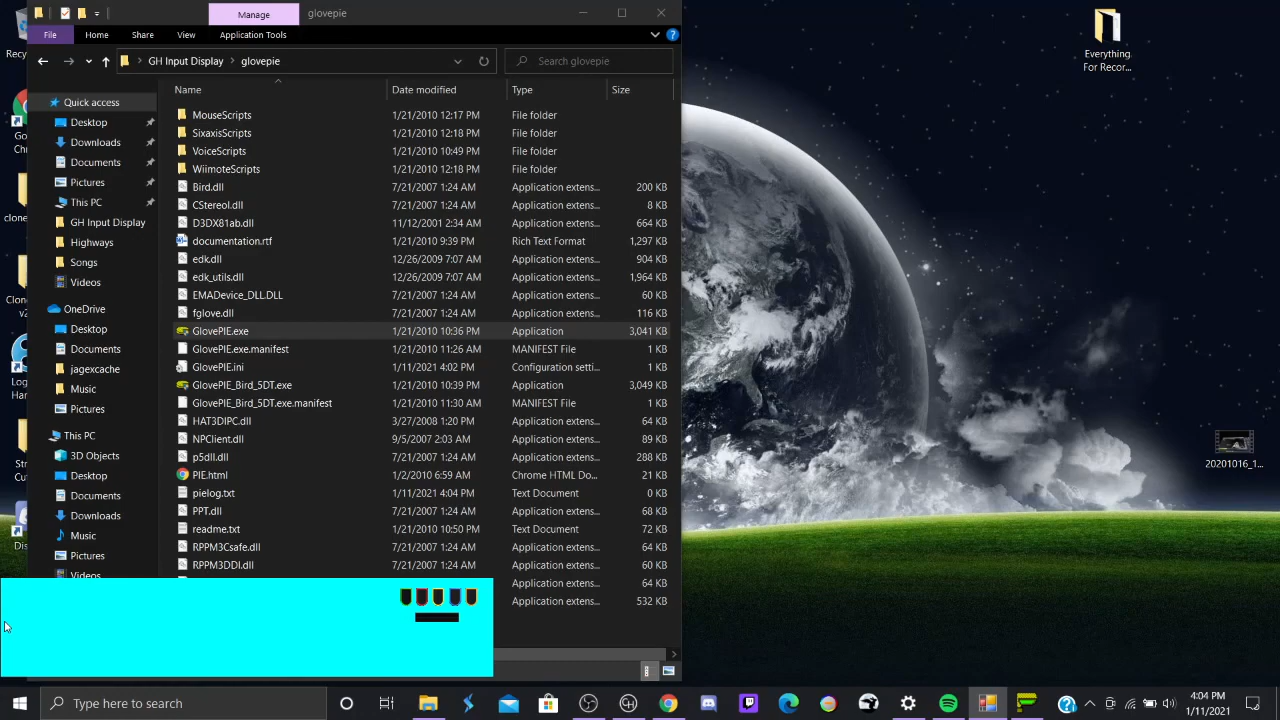 Manage
glovepie
File
Home
Share
View
Application Tools
GH Input Display
glovepie
Search glovepie
Name
Date modified
Type
Size
Quick access
Desktop
Downloads
Documents
Pictures
This PC
GH Input Display
Highways
Songs
Videos
OneDrive
Desktop
Documents
jagexcache
Music
Pictures
This PC
3D Objects
Desktop
Documents
Downloads
Music
Pictures
Videos
MouseScripts 1/21/2010 12:17 PM File folder
SixaxisScripts 1/21/2010 12:18 PM File folder
VoiceScripts 1/21/2010 10:49 PM File folder
WiimoteScripts 1/21/2010 12:18 PM File folder
Bird.dll 7/21/2007 1:24 AM Application extens... 200 KB
CStereol.dll 7/21/2007 1:24 AM Application extens... 8 KB
D3DX81ab.dll 11/12/2001 2:34 AM Application extens... 664 KB
documentation.rtf 1/21/2010 9:39 PM Rich Text Format 1,297 KB
edk.dll 12/26/2009 7:07 AM Application extens... 904 KB
edk_utils.dll 12/26/2009 7:07 AM Application extens... 1,964 KB
EMADevice_DLL.DLL 7/21/2007 1:24 AM Application extens... 60 KB
fglove.dll 7/21/2007 1:24 AM Application extens... 116 KB
GlovePIE.exe 1/21/2010 10:36 PM Application 3,041 KB
GlovePIE.exe.manifest 1/21/2010 11:26 AM MANIFEST File 1 KB
GlovePIE.ini 1/11/2021 4:02 PM Configuration setti... 1 KB
GlovePIE_Bird_5DT.exe 1/21/2010 10:39 PM Application 3,049 KB
GlovePIE_Bird_5DT.exe.manifest 1/21/2010 11:30 AM MANIFEST File 1 KB
HAT3DIPC.dll 3/27/2008 1:20 PM Application extens... 64 KB
NPClient.dll 9/5/2007 2:03 AM Application extens... 89 KB
p5dll.dll 7/21/2007 1:24 AM Application extens... 288 KB
PIE.html 1/2/2010 6:59 AM Chrome HTML Do... 21 KB
pielog.txt 1/11/2021 4:04 PM Text Document 0 KB
PPT.dll 7/21/2007 1:24 AM Application extens... 68 KB
readme.txt 1/21/2010 10:50 PM Text Document 72 KB
RPPM3Csafe.dll 7/21/2007 1:24 AM Application extens... 64 KB
RPPM3DDI.dll 7/21/2007 1:24 AM Application extens... 60 KB
Application extens... 64 KB
Application extens... 532 KB
Everything
For Recor...
20201016_1...
Type here to search
4:04 PM
1/11/2021